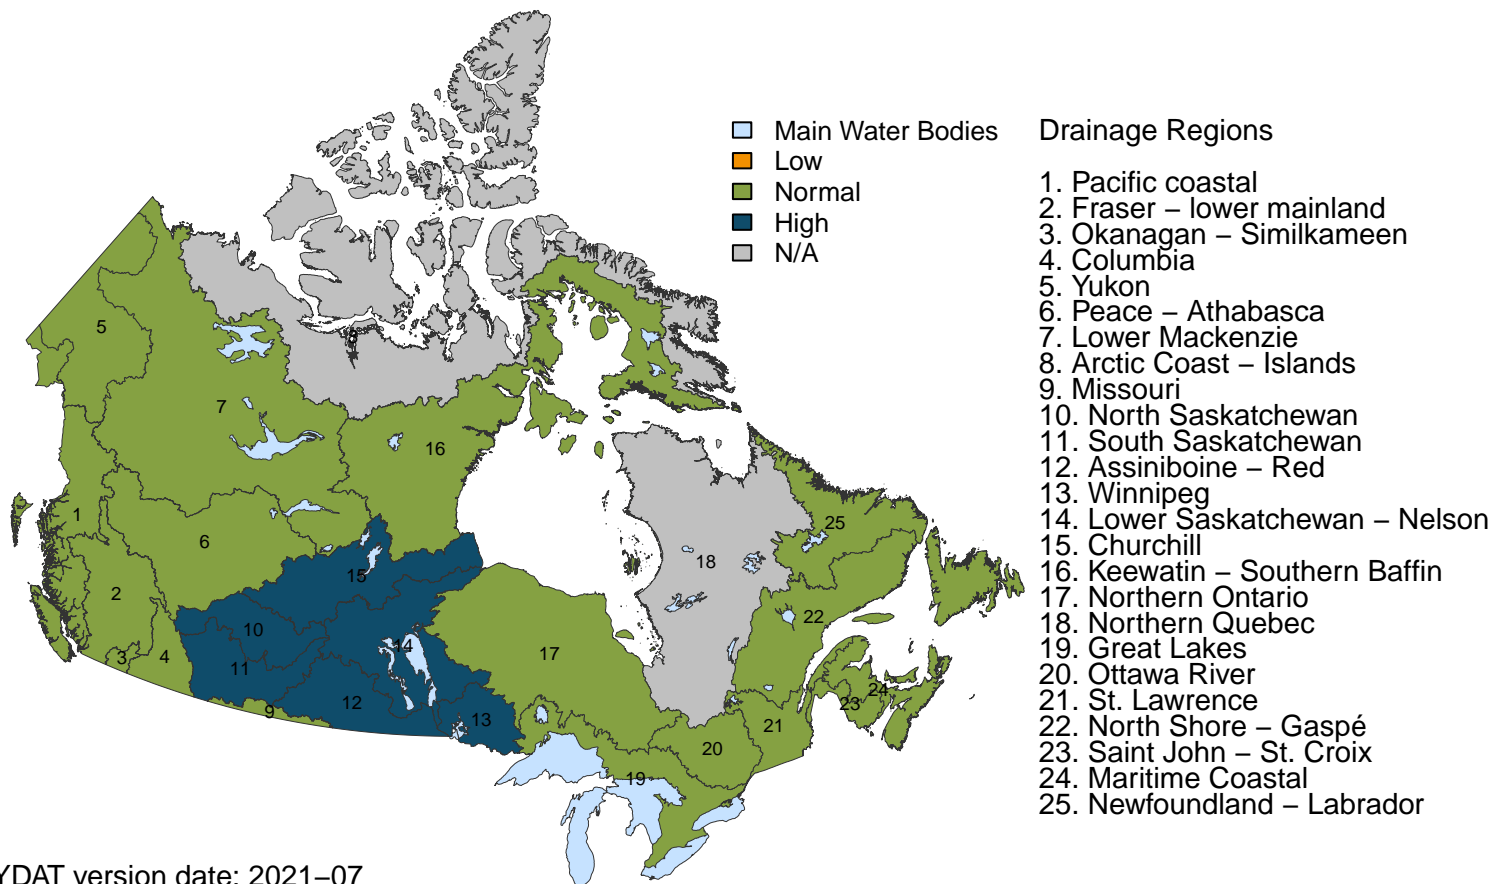 Main Water Bodies
Low
Normal
High
N/A
Drainage Regions
1. Pacific coastal
2. Fraser − lower mainland
3. Okanagan − Similkameen
4. Columbia
5. Yukon
6. Peace − Athabasca
7. Lower Mackenzie
8. Arctic Coast − Islands
9. Missouri
10. North Saskatchewan
11. South Saskatchewan
12. Assiniboine − Red
13. Winnipeg
14. Lower Saskatchewan − Nelson
15. Churchill
16. Keewatin − Southern Baffin
17. Northern Ontario
18. Northern Quebec
19. Great Lakes
20. Ottawa River
21. St. Lawrence
22. North Shore − Gaspé
23. Saint John − St. Croix
24. Maritime Coastal
25. Newfoundland − Labrador
5
8
7
16
1
25
6
18
15
2
22
10
14
17
3
4
11
24
12
23
9
13
21
20
19
YDAT version date: 2021−07